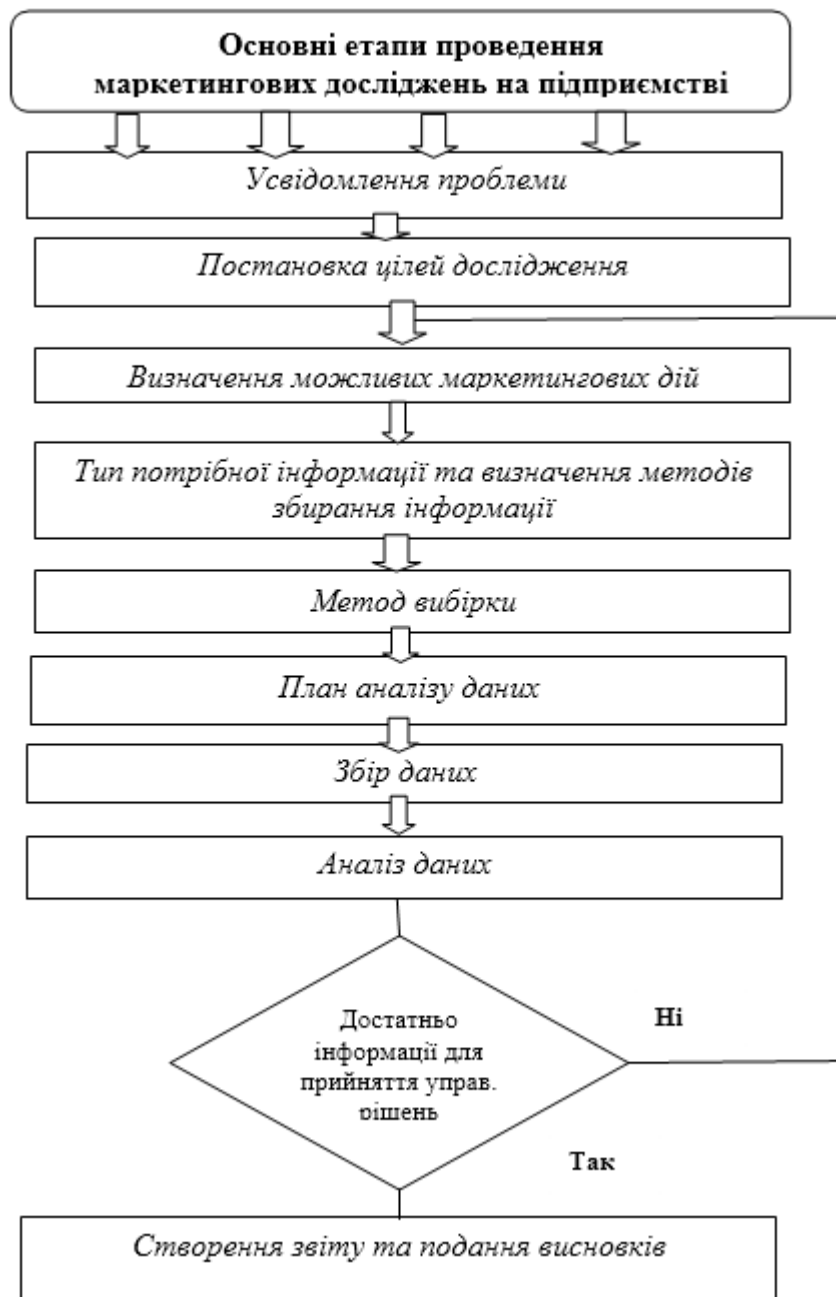 Основні етапи проведення
маркетингових досліджень на підприємстві
Усвідомлення проблеми
Постановка цілей дослідження
Визначення можливих маркетингових дій
Тип потрібної інформації та визначення методів
збирання інформації
Метод вибірки
План аналізу даних
Збір даних
Аналіз даних
Достатньо
інформації для
прийняття управ.
рішень
Ні
Так
Створення звіту та подання висновків